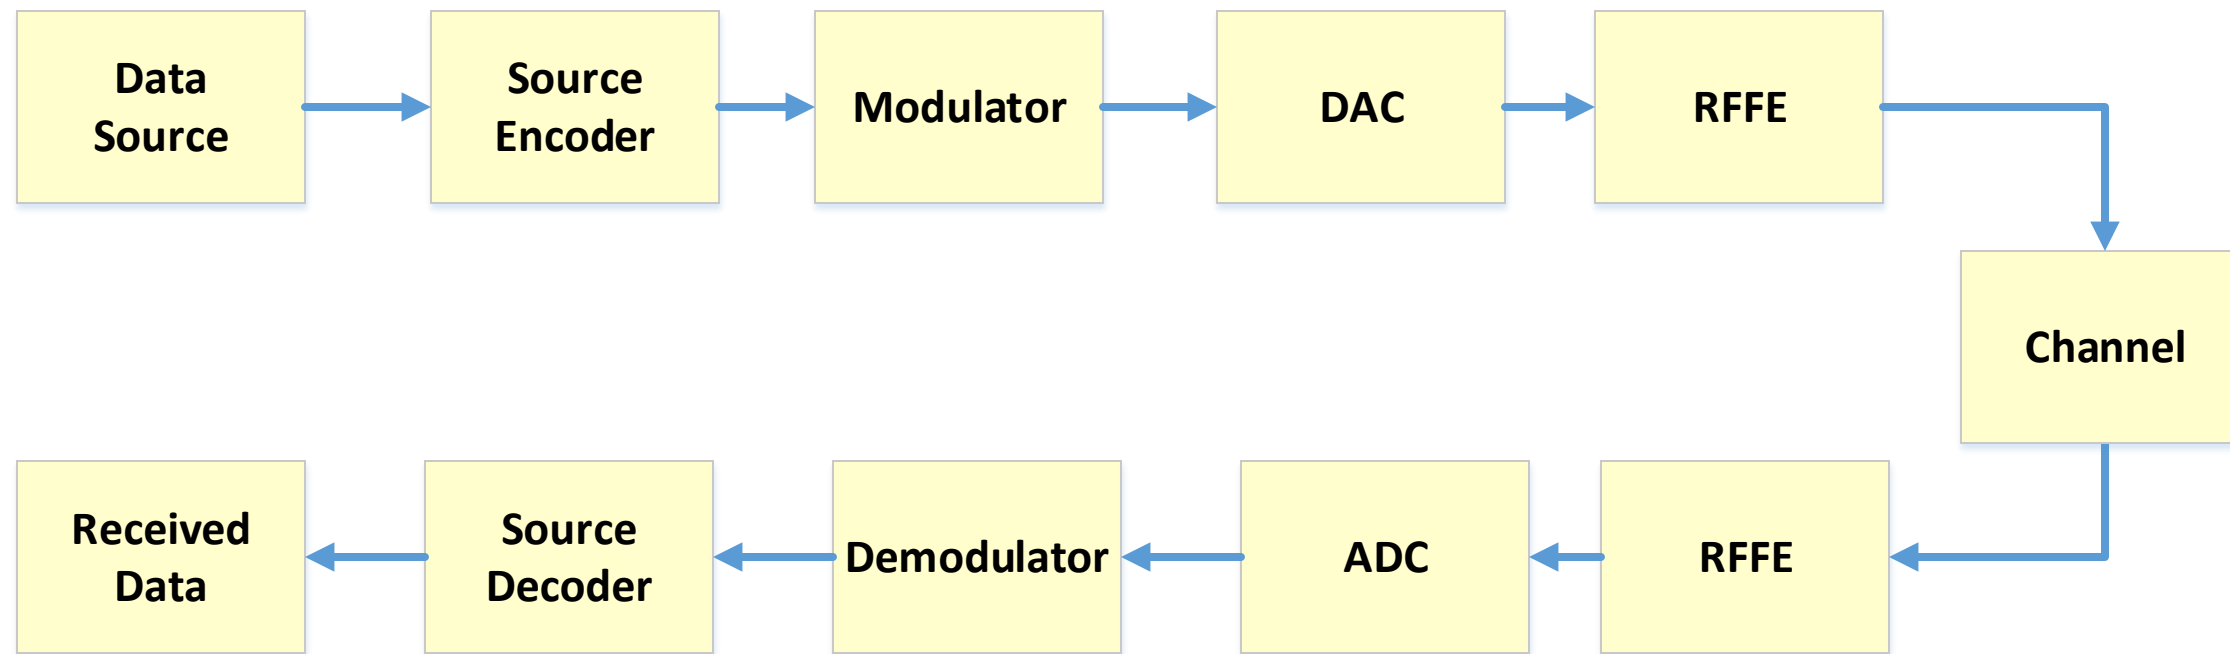 Data
Source
Source
Encoder
Modulator
DAC
RFFE
Channel
Received
Data
Source
Decoder
Demodulator
ADC
RFFE